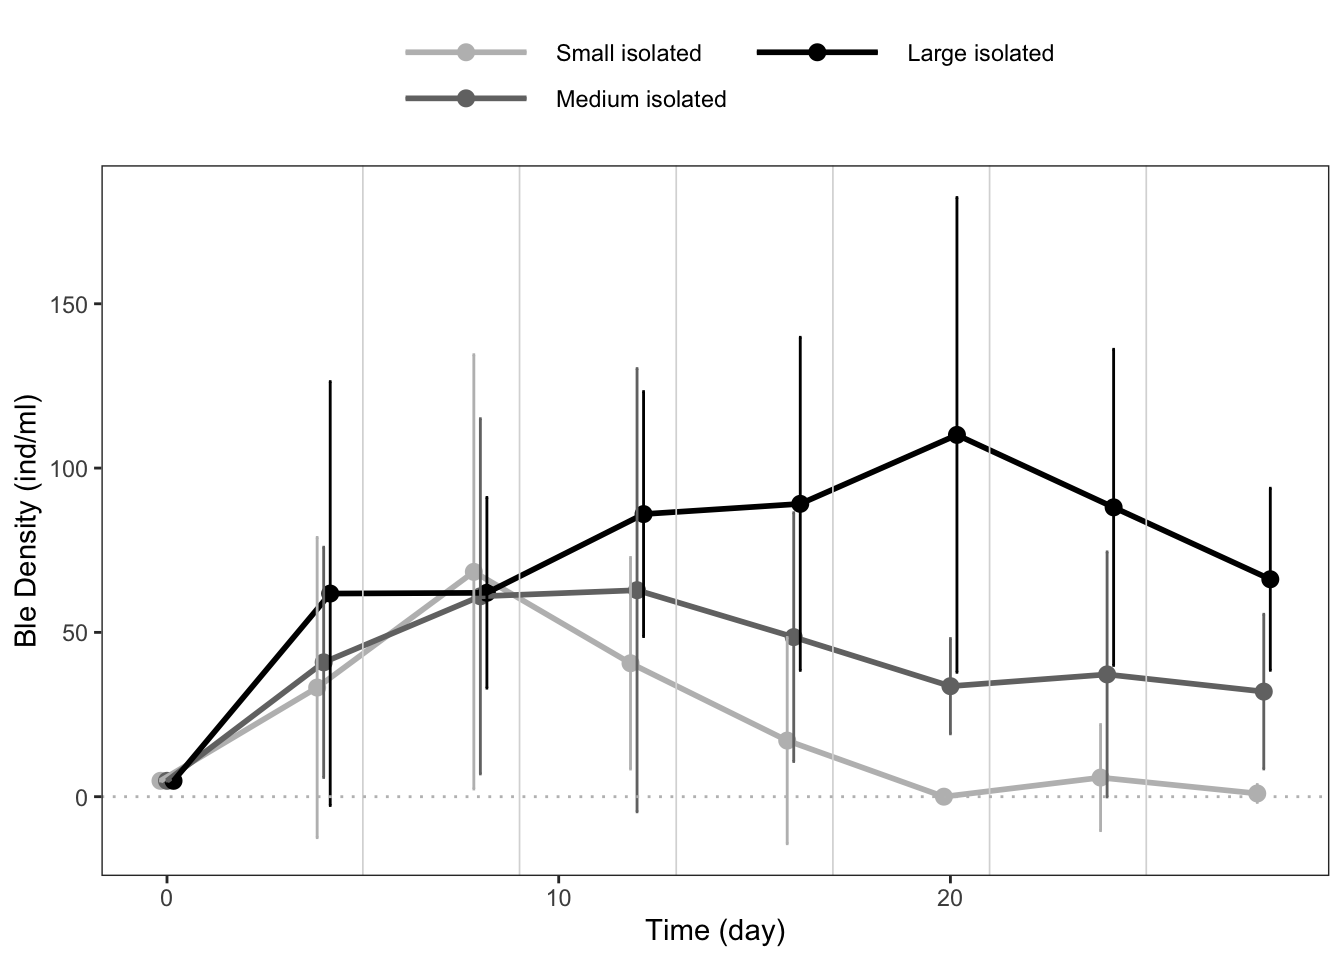 Small isolated
Large isolated
Medium isolated
Ble Density (ind/ml)
150
100
50
0
0
10
20
Time (day)